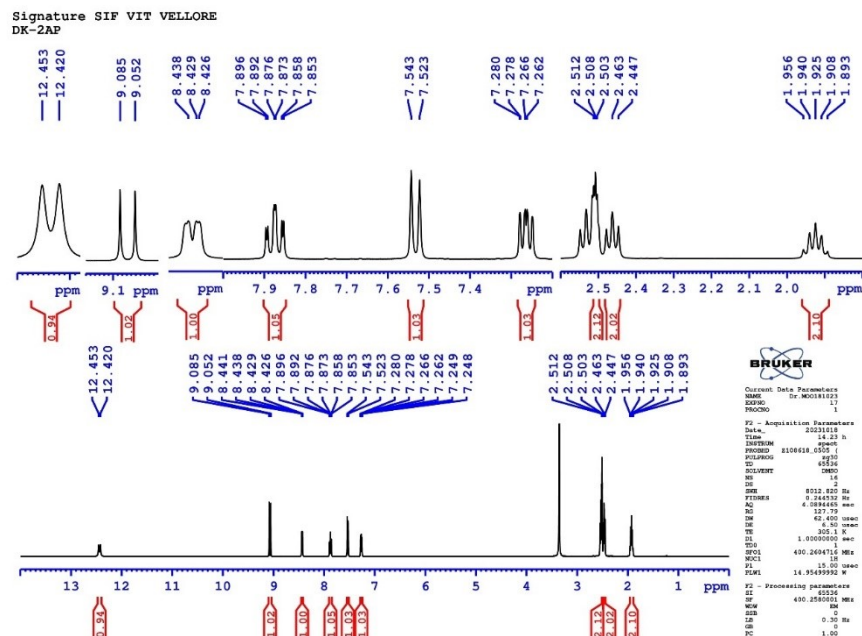 Signature SIF VIT VELLORE
DK-2AP
12.453
12.420
9.085
9.052
8.438
8.429
8.426
7.896
7.892
7.876
7.873
7.858
7.853
7.543
7.523
7.280
7.278
7.266
7.262
2.512
2.508
2.503
2.463
2.447
1.956
1.940
1.925
1.908
1.893
ppm
9.1 ppm
ppm
7.9 7.8 7.7 7.6 7.5 7.4 ppm
2.5 2.4 2.3 2.2 2.1 2.0 ppm
0.94
1.02
1.00
1.05
1.03
1.03
2.12
2.02
2.10
12.453
12.420
9.085
9.052
8.441
8.438
8.429
8.426
7.896
7.892
7.876
7.873
7.858
7.853
7.543
7.523
7.280
7.278
7.266
7.262
7.249
7.248
2.512
2.508
2.503
2.463
2.447
1.956
1.940
1.925
1.908
1.893
13 12 11 10 9 8 7 6 5 4 3 2 1 ppm
0.94
1.02
1.00
1.05
1.03
1.03
2.12
2.02
2.10
BRUKER
Current Data Parameters
NAME Dr.MOO181023
EXPNO 17
PROCNO 1
F2 - Acquisition Parameters
Date_ 20231018
Time 14.23 h
INSTRUM spect
PROBHD Z108618_0505 (
PULPROG zg30
TD 65536
SOLVENT DMSO
NS 16
DS 2
SWH 8012.820 Hz
FIDRES 0.244532 Hz
AQ 4.0894465 sec
RG 127.79
DW 62.400 usec
DE 6.50 usec
TE 305.1 K
D1 1.00000000 sec
TD0 1
SFO1 400.2604716 MHz
NUC1 1H
P1 15.00 usec
PLW1 14.95499992 W
F2 - Processing parameters
SI 65536
SF 400.2580001 MHz
WDW EM
SSB 0
LB 0.30 Hz
GB 0
PC 1.00